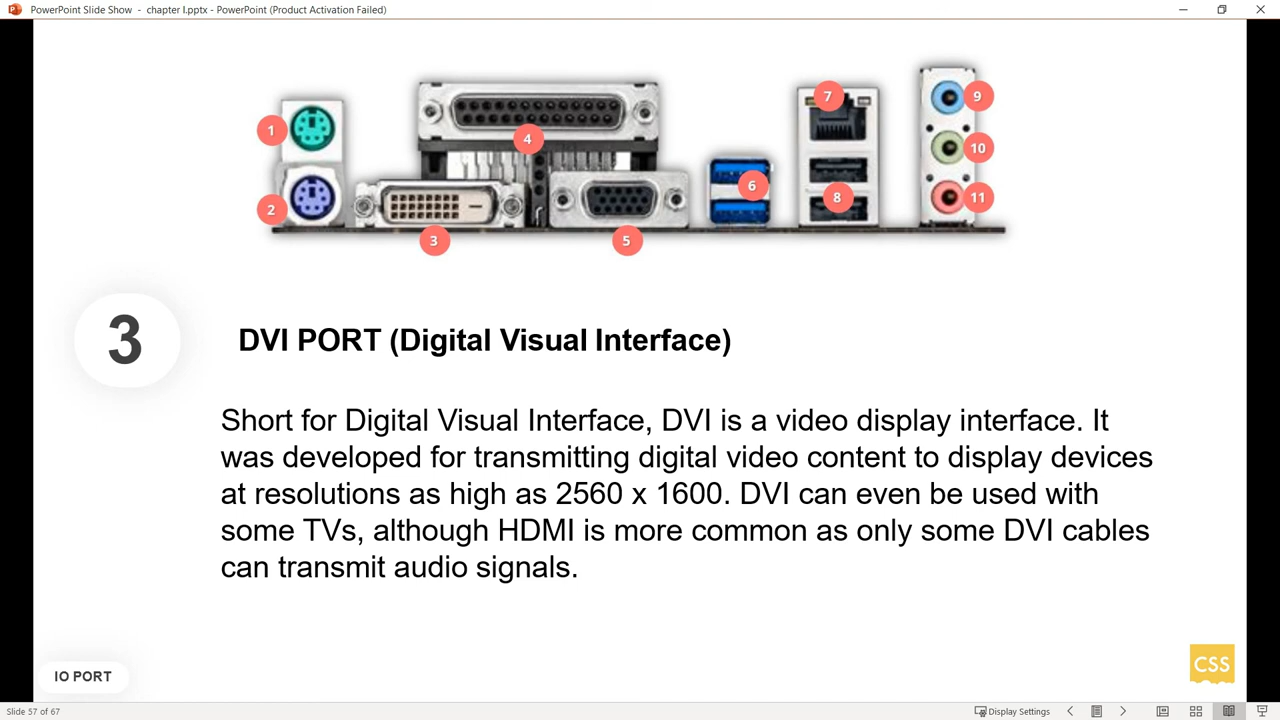 PowerPoint Slide Show - chapter I.pptx - PowerPoint (Product Activation Failed)
7
9
1
4
10
6
8
11
2
3
5
3
DVI PORT (Digital Visual Interface)
Short for Digital Visual Interface, DVI is a video display interface. It
was developed for transmitting digital video content to display devices
at resolutions as high as 2560 x 1600. DVI can even be used with
some TVs, although HDMI is more common as only some DVI cables
can transmit audio signals.
IO PORT
CSS
Slide 57 of 67
Display Settings